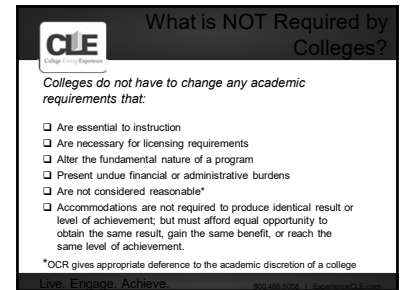 What is NOT Required by
Colleges?
CLE
College Living Experience
Colleges do not have to change any academic
requirements that:
❑ Are essential to instruction
❑ Are necessary for licensing requirements
❑ Alter the fundamental nature of a program
❑ Present undue financial or administrative burdens
❑ Are not considered reasonable*
❑ Accommodations are not required to produce identical result or
level of achievement; but must afford equal opportunity to
obtain the same result, gain the same benefit, or reach the
same level of achievement.
*OCR gives appropriate deference to the academic discretion of a college
Live. Engage. Achieve.
800.486.5058 | ExperienceCLE.com